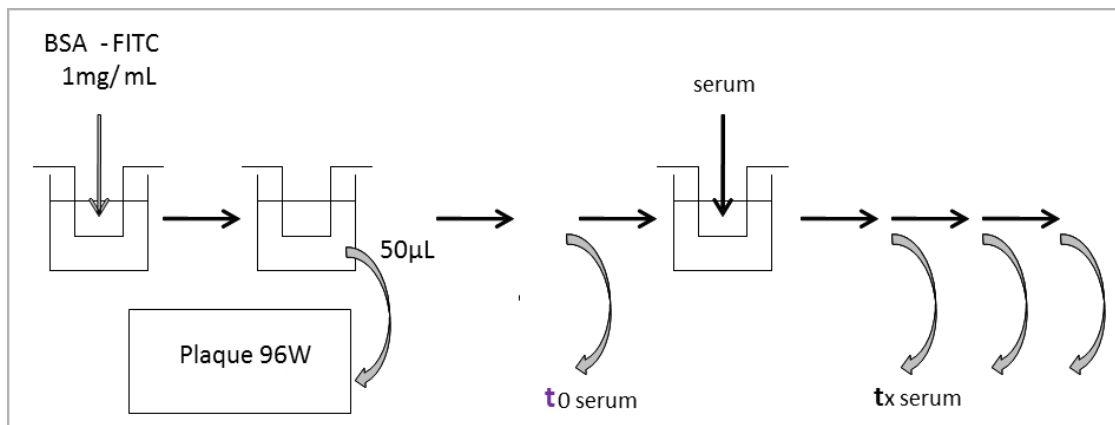 BSA - FITC
1mg/ mL
serum
50µL
Plaque 96W
t0 serum
tx serum